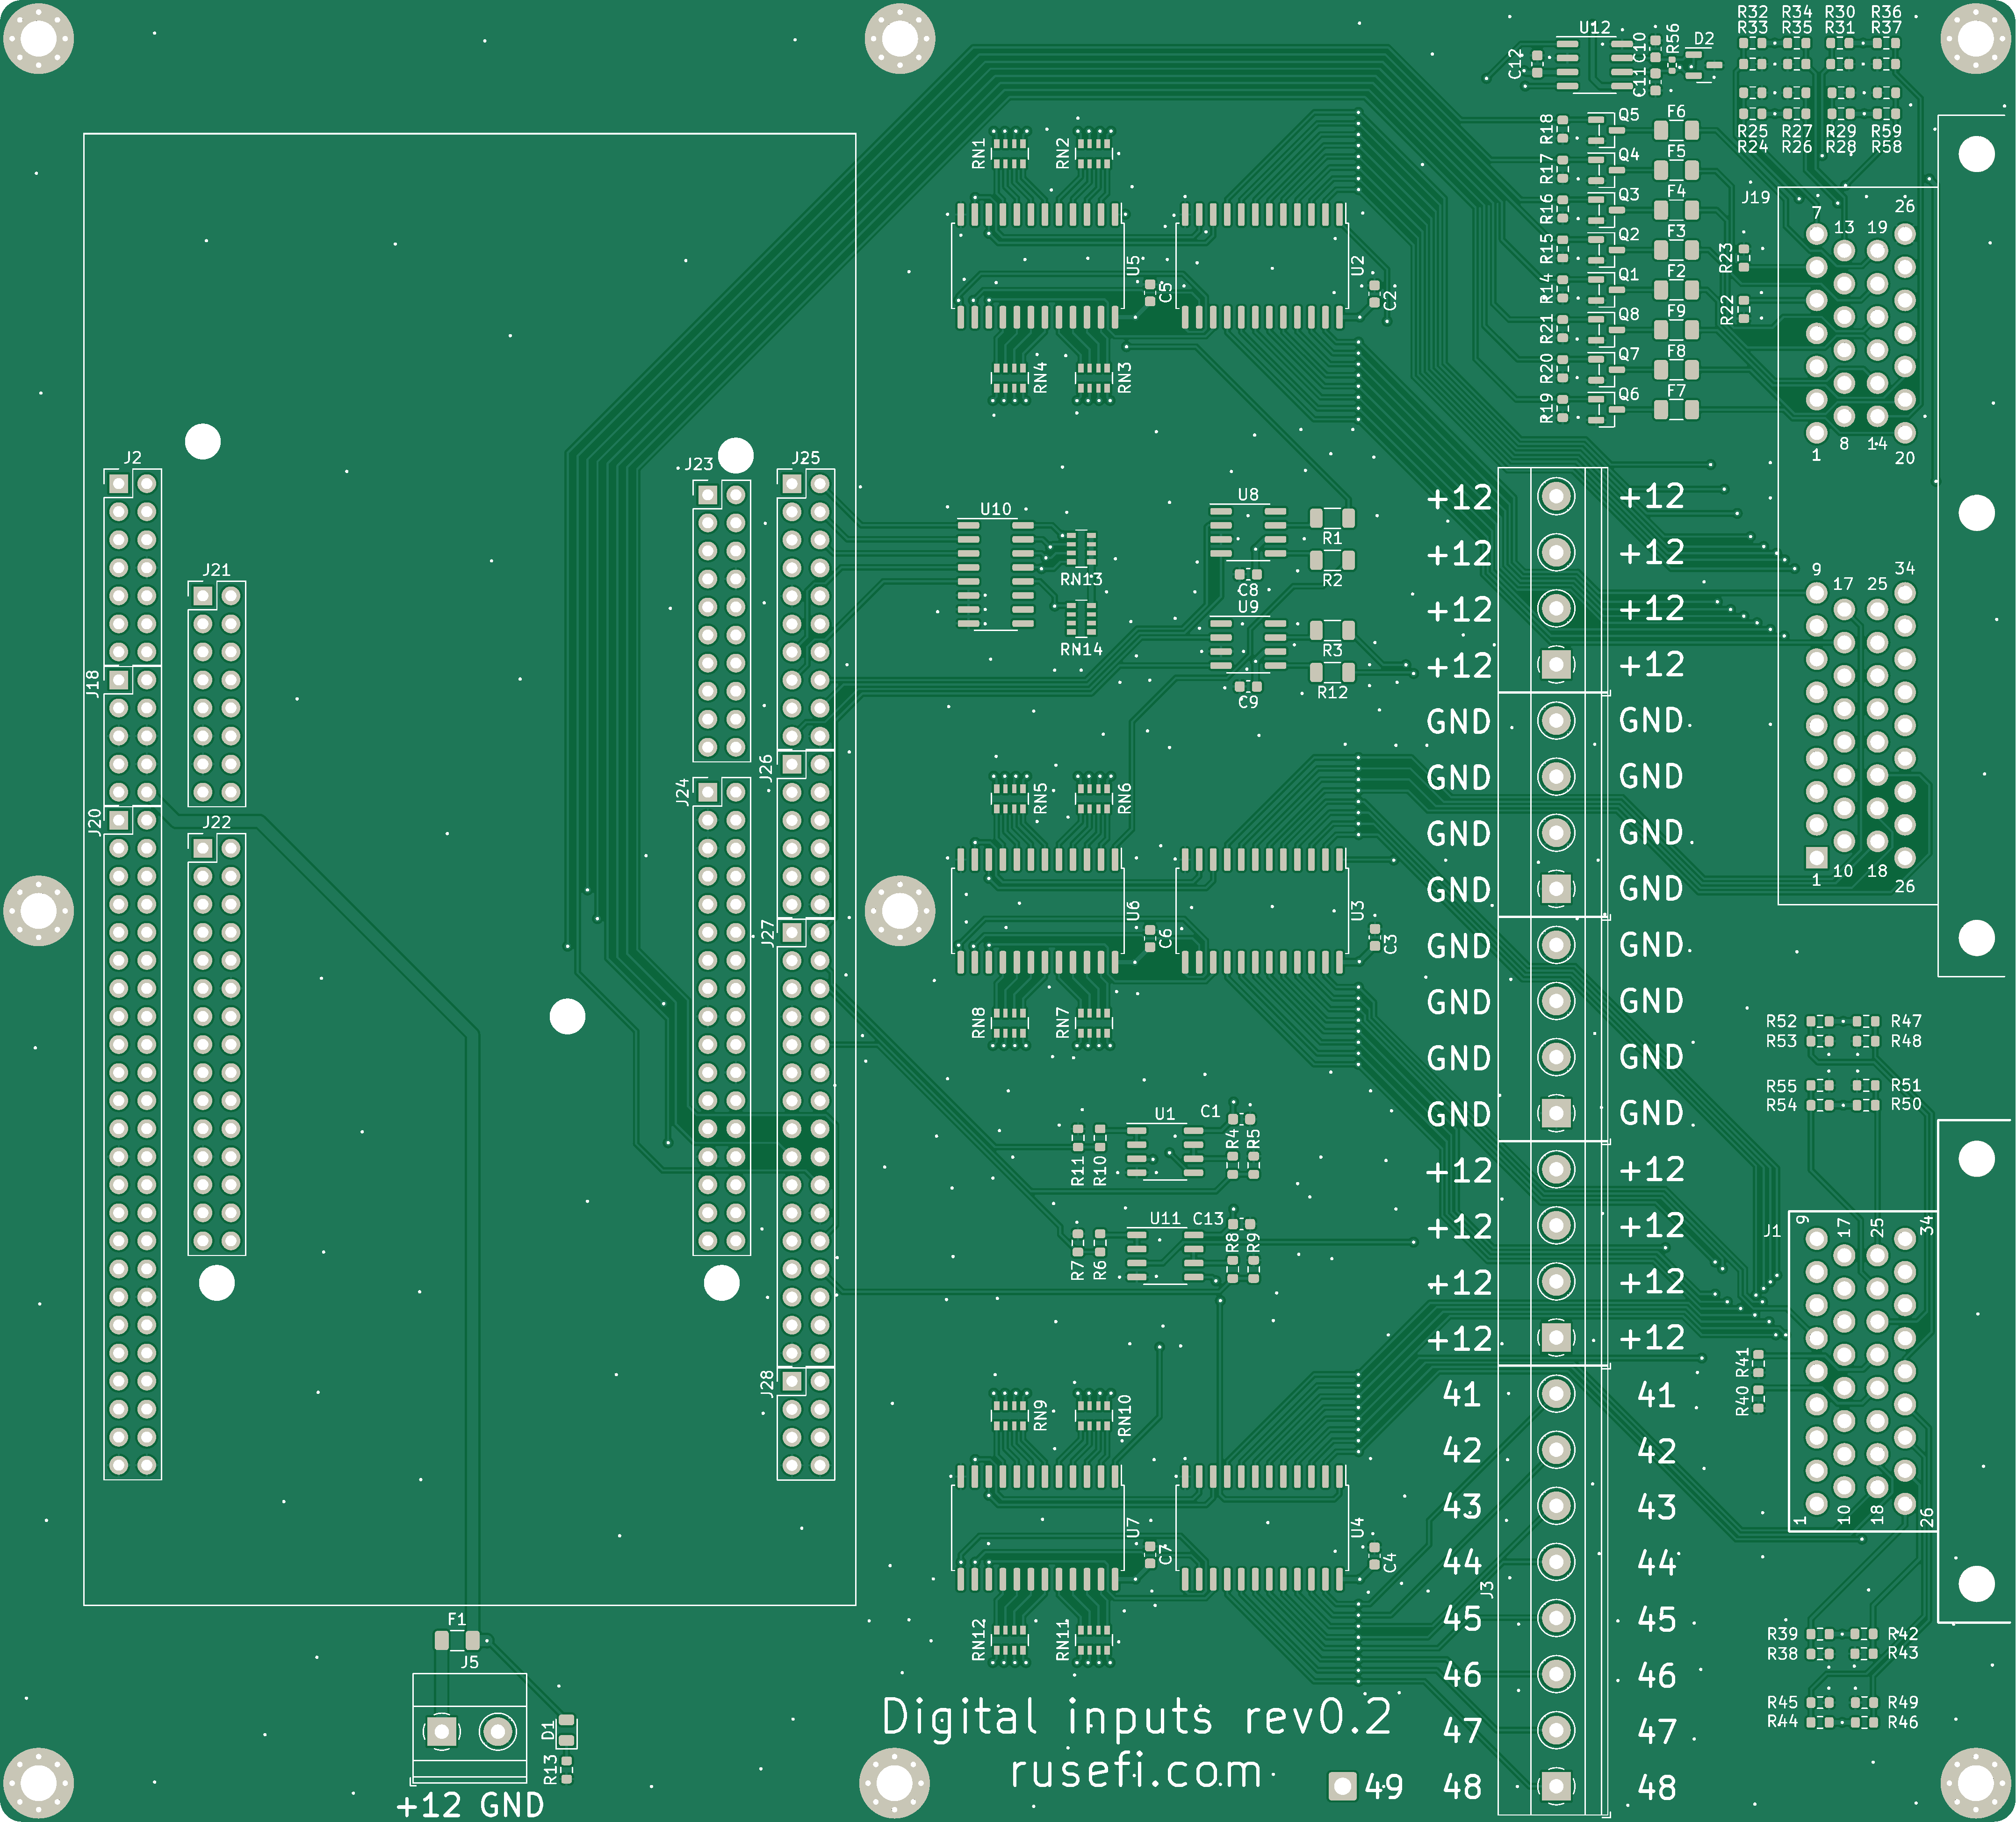 R32 R34 R30 R36
R33 R35 R31 R37
U12 C10 R56 D2
C12 C11
R25 R27 R29 R59
R24 R26 R28 R58
RN1 RN2
R18 Q5 F6
R17 Q4 F5
R16 Q3 F4
R15 Q2 F3
R14 Q1 F2
R21 Q8 F9
R20 Q7 F8
R19 Q6 F7
J19
7 13 19 26
R23
R22
1 8 14 20
U5 C5 U2 C2
RN4 RN3
J2 J23 J25
U10 U8
R1
RN13 C8 R2
U9
RN14 R3
C9 R12
J21
J18
J26
J20 J22 J24
J27
J28
+12 +12
+12 +12
+12 +12
+12 +12
GND GND
GND GND
GND GND
GND GND
GND GND
GND GND
GND GND
GND GND
+12 +12
+12 +12
+12 +12
+12 +12
41 41
42 42
43 43
44 44
J3
45 45
46 46
47 47
48 48
9 17 25 34
1 10 18 26
RN5 RN6
U6 C6 U3 C3
RN8 RN7
R52 R47
R53 R48
R55 R51
R54 R50
U1 C1 R4 R5
R11 R10
U11 C13 R8 R9
R7 R6
J1
9 17 25 34
R41
R40
1 10 18 26
RN9 RN10
U7 C7 U4 C4
RN12 RN11
R39 R42
R38 R43
R45 R49
R44 R46
F1
J5
D1
R13
+12 GND
Digital inputs rev0.2
rusefi.com
49